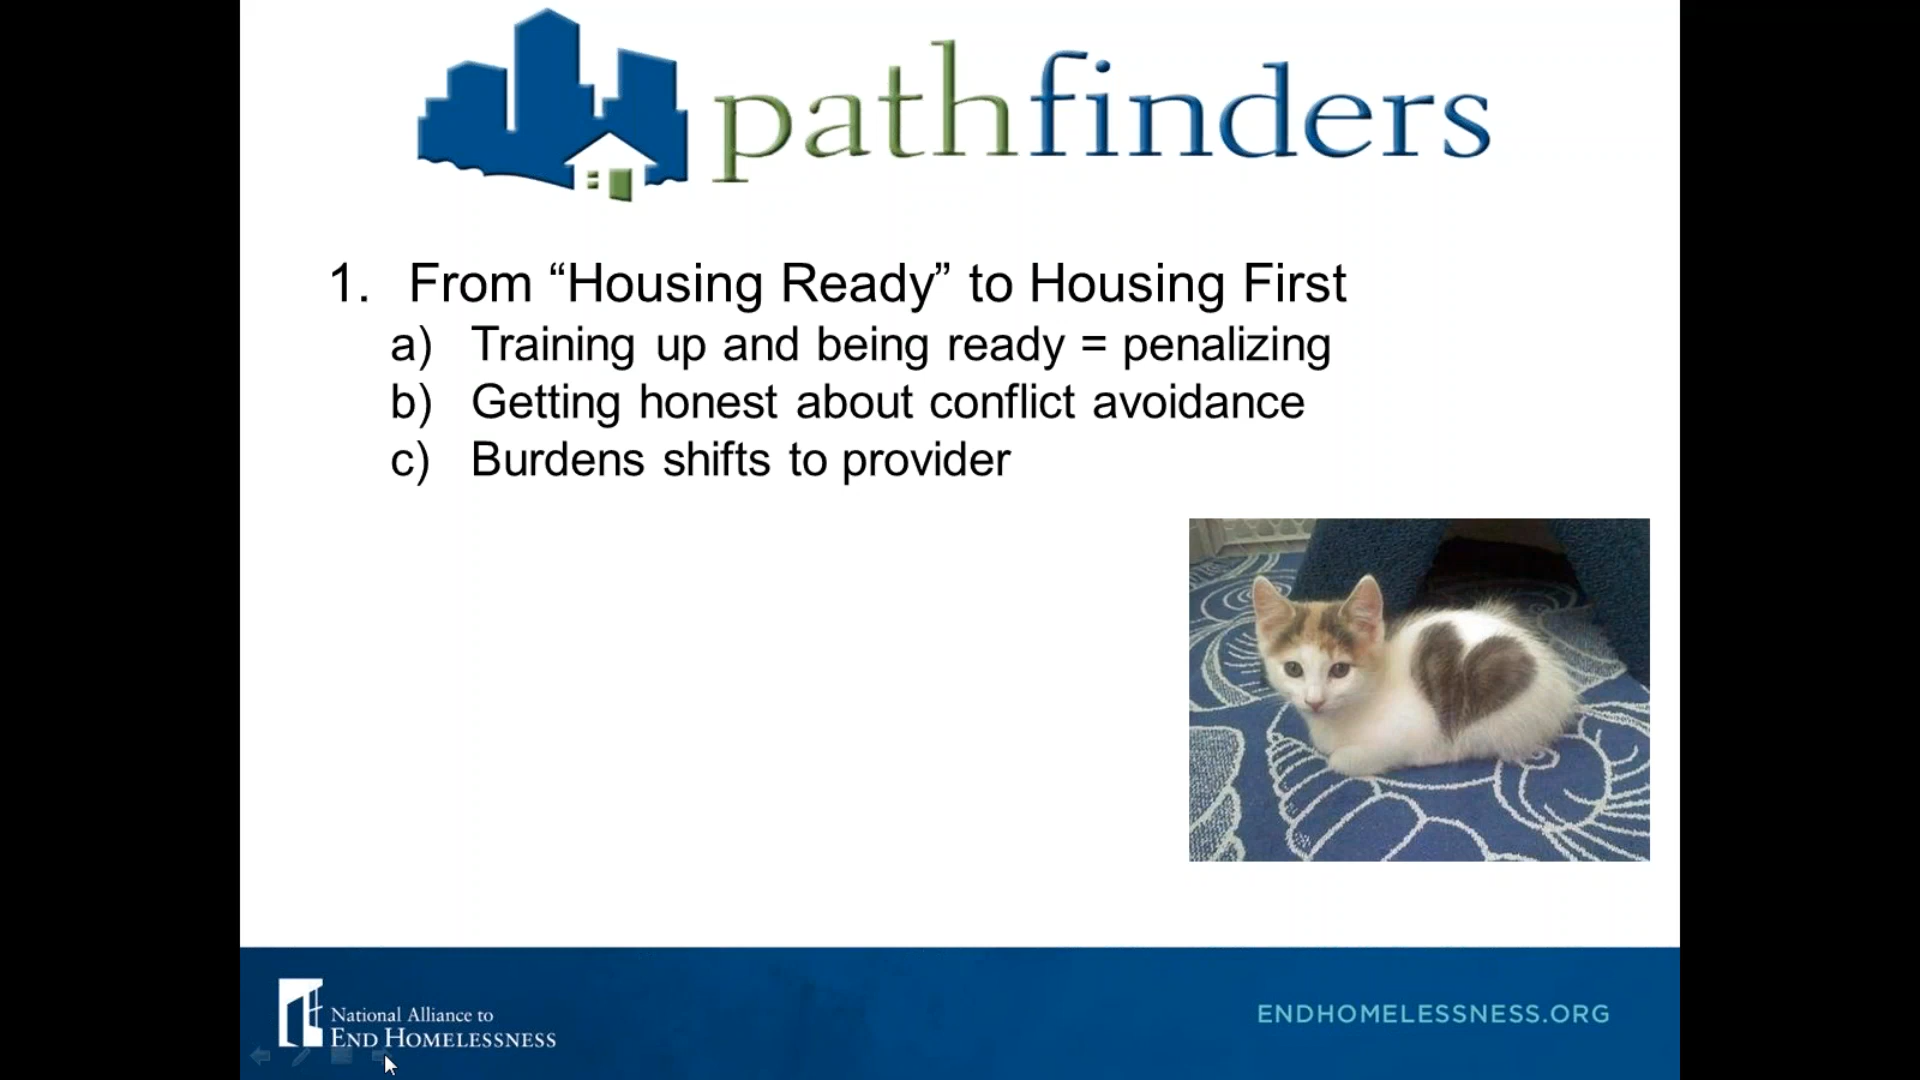 pathfinders
1. From “Housing Ready” to Housing First
a) Training up and being ready = penalizing
b) Getting honest about conflict avoidance
c) Burdens shifts to provider
National Alliance to
END HOMELESSNESS
ENDHOMELESSNESS.ORG